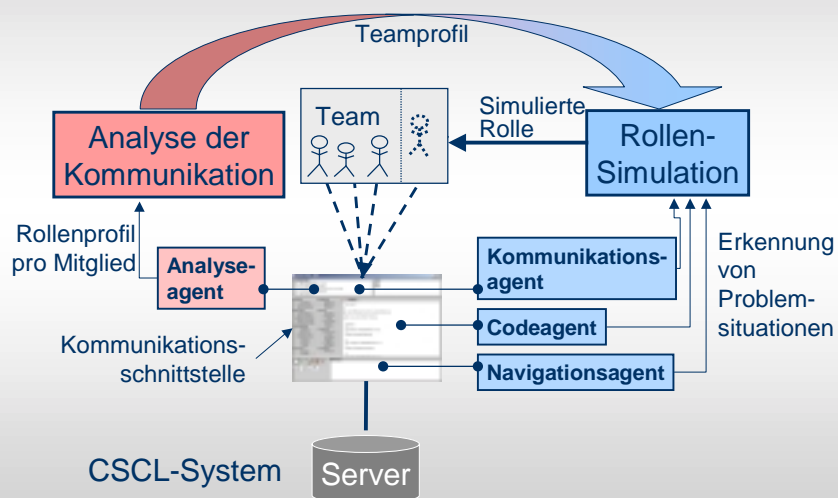 Teamprofil
Analyse der
Kommunikation
Team
Simulierte
Rolle
Rollen-
Simulation
Rollenprofil
pro Mitglied
Analyse-
agent
Kommunikations-
agent
Erkennung
von
Problem-
situationen
Codeagent
Kommunikations-
schnittstelle
Navigationsagent
CSCL-System
Server